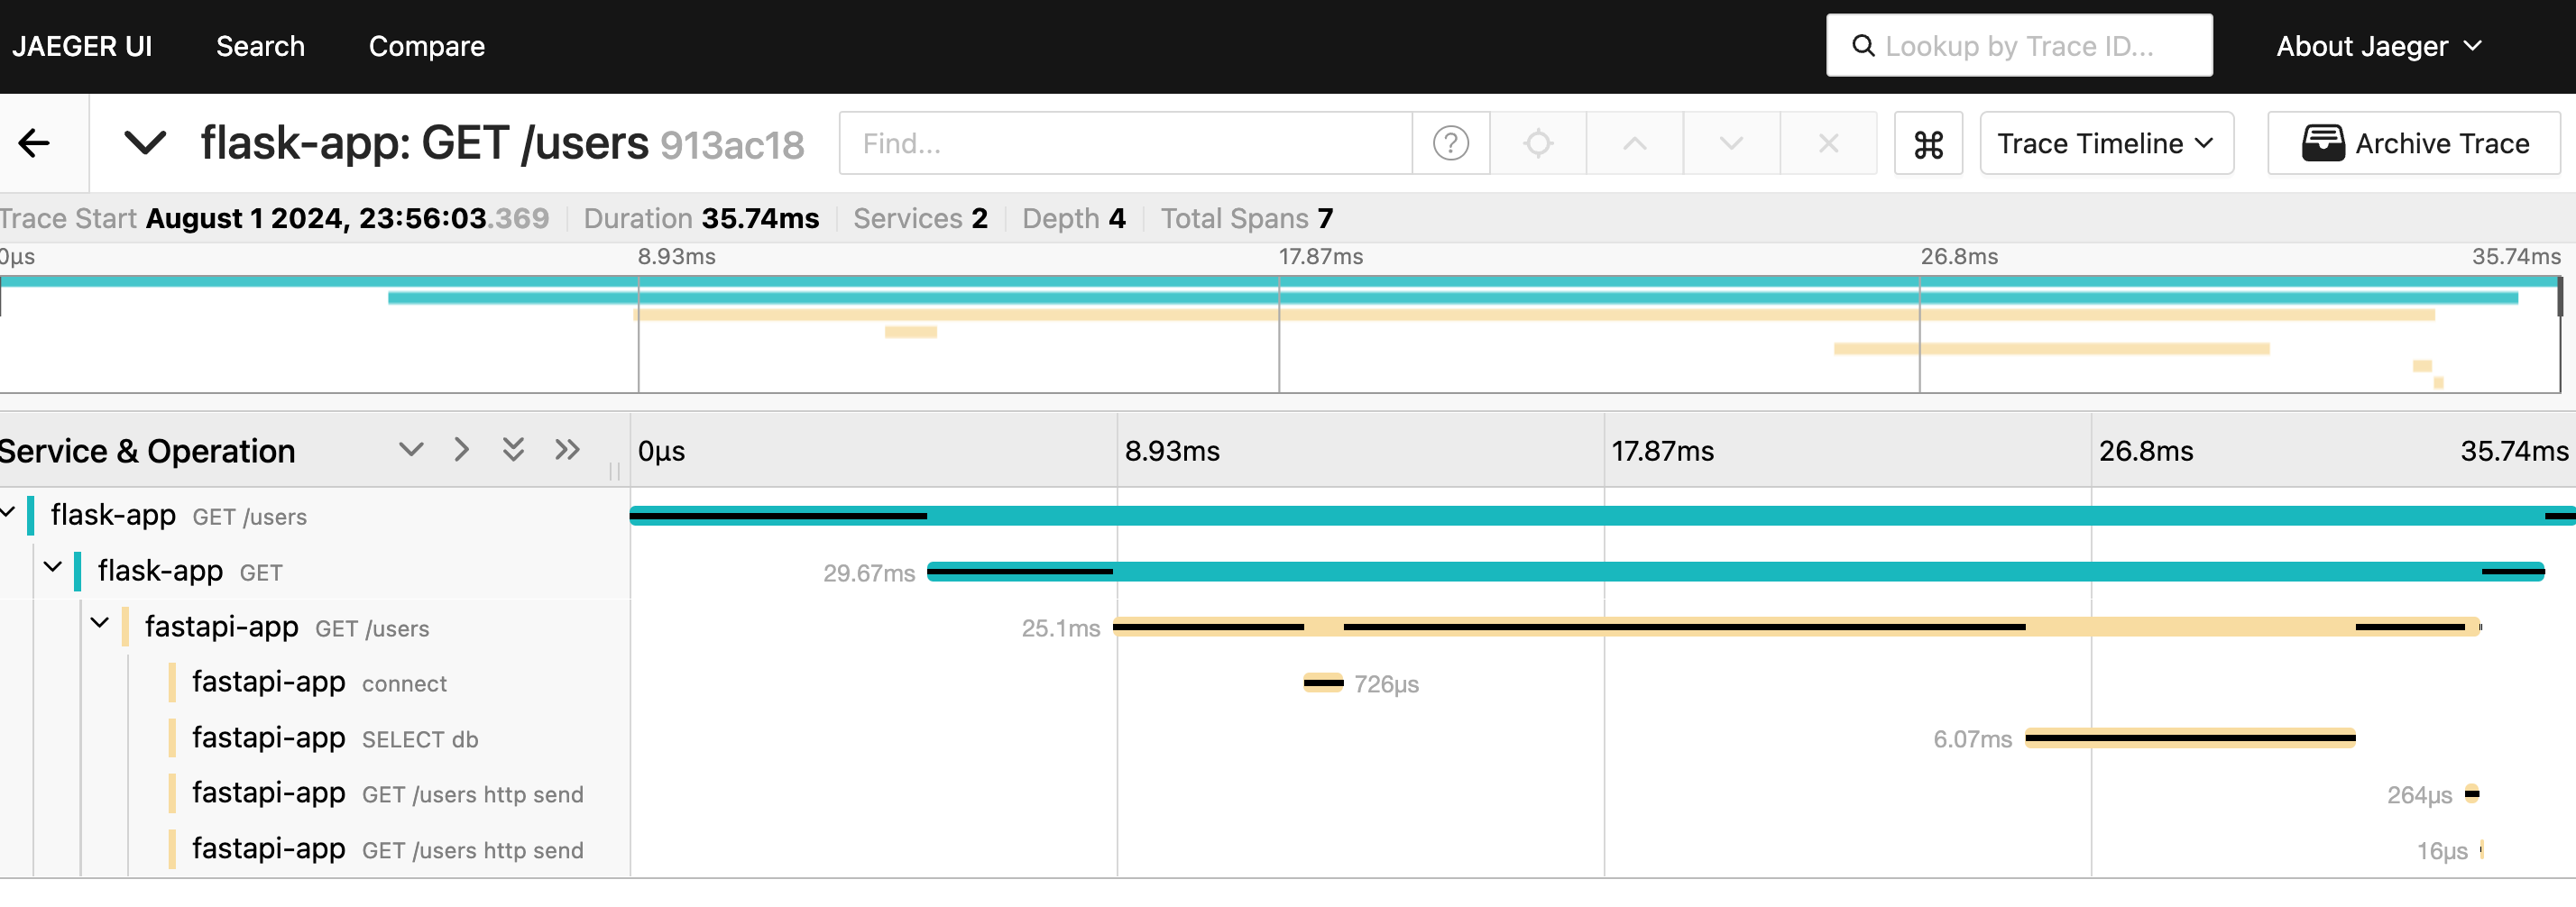 JAEGER UI Search Compare Lookup by Trace ID... About Jaeger
flask-app: GET /users 913ac18 Find... ? ⌘ Trace Timeline Archive Trace
Trace Start August 1 2024, 23:56:03.369 Duration 35.74ms Services 2 Depth 4 Total Spans 7
0μs 8.93ms 17.87ms 26.8ms 35.74ms
Service & Operation 0μs 8.93ms 17.87ms 26.8ms 35.74ms
flask-app GET /users
flask-app GET 29.67ms
fastapi-app GET /users 25.1ms
fastapi-app connect 726μs
fastapi-app SELECT db 6.07ms
fastapi-app GET /users http send 264μs
fastapi-app GET /users http send 16μs